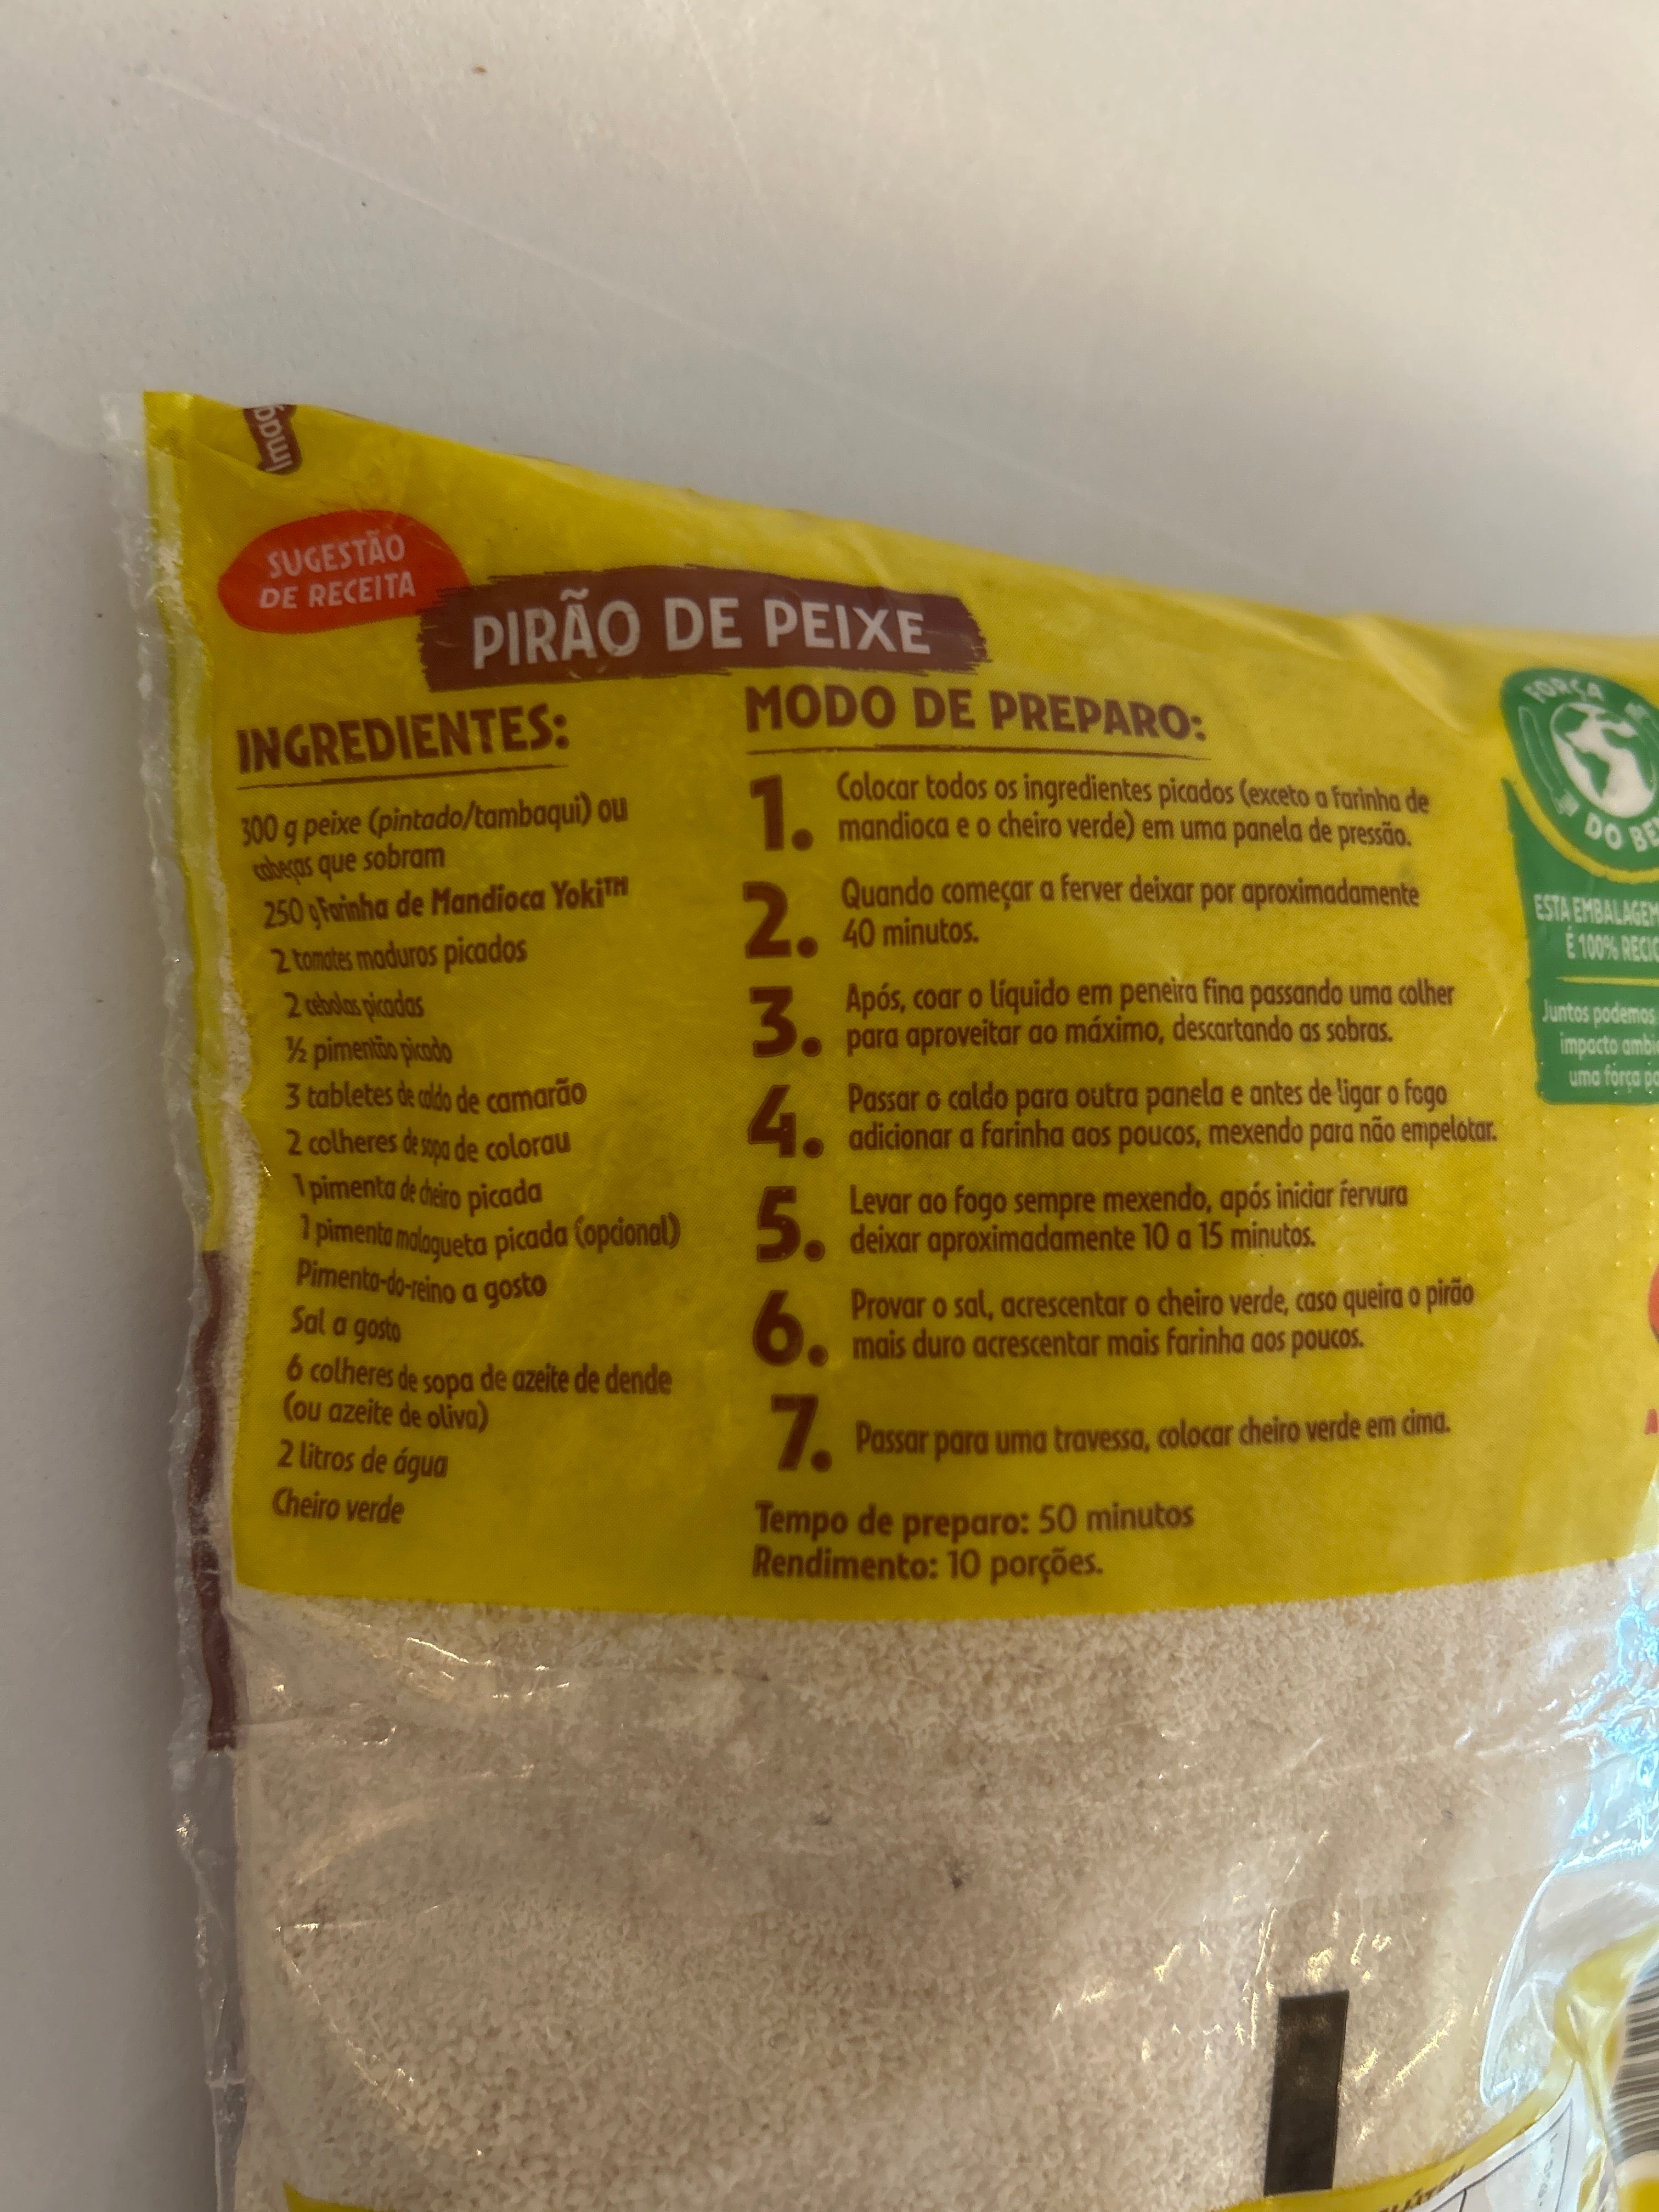 Imag
SUGESTÃO
DE RECEITA
PIRÃO DE PEIXE
INGREDIENTES:
300 g peixe (pintado/tambaqui) ou
cabeças que sobram
250 g Farinha de Mandioca Yoki™
2 tomates maduros picados
2 cebolas picadas
½ pimentão picado
3 tabletes de caldo de camarão
2 colheres de sopa de colorau
1 pimenta de cheiro picada
1 pimenta malagueta picada (opcional)
Pimenta-do-reino a gosto
Sal a gosto
6 colheres de sopa de azeite de dende
(ou azeite de oliva)
2 litros de água
Cheiro verde
MODO DE PREPARO:
1. Colocar todos os ingredientes picados (exceto a farinha de
mandioca e o cheiro verde) em uma panela de pressão.
2. Quando começar a ferver deixar por aproximadamente
40 minutos.
3. Após, coar o líquido em peneira fina passando uma colher
para aproveitar ao máximo, descartando as sobras.
4. Passar o caldo para outra panela e antes de ligar o fogo
adicionar a farinha aos poucos, mexendo para não empelotar.
5. Levar ao fogo sempre mexendo, após iniciar fervura
deixar aproximadamente 10 a 15 minutos.
6. Provar o sal, acrescentar o cheiro verde, caso queira o pirão
mais duro acrescentar mais farinha aos poucos.
7. Passar para uma travessa, colocar cheiro verde em cima.
Tempo de preparo: 50 minutos
Rendimento: 10 porções.
FORÇA
DO BE
ESTA EMBALAGEM
É 100% RECIC
Juntos podemos
impacto ambi
uma força pa